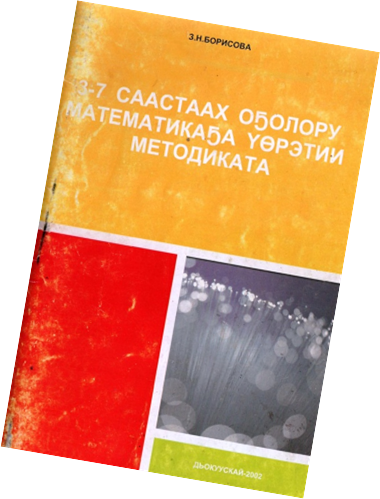 З.Н.БОРИСОВА
3-7 СААСТААХ ОҔОЛОРУ
МАТЕМАТИКАҔА ҮӨРЭТИИ
МЕТОДИКАТА
ДЬОКУУСКАЙ-2002